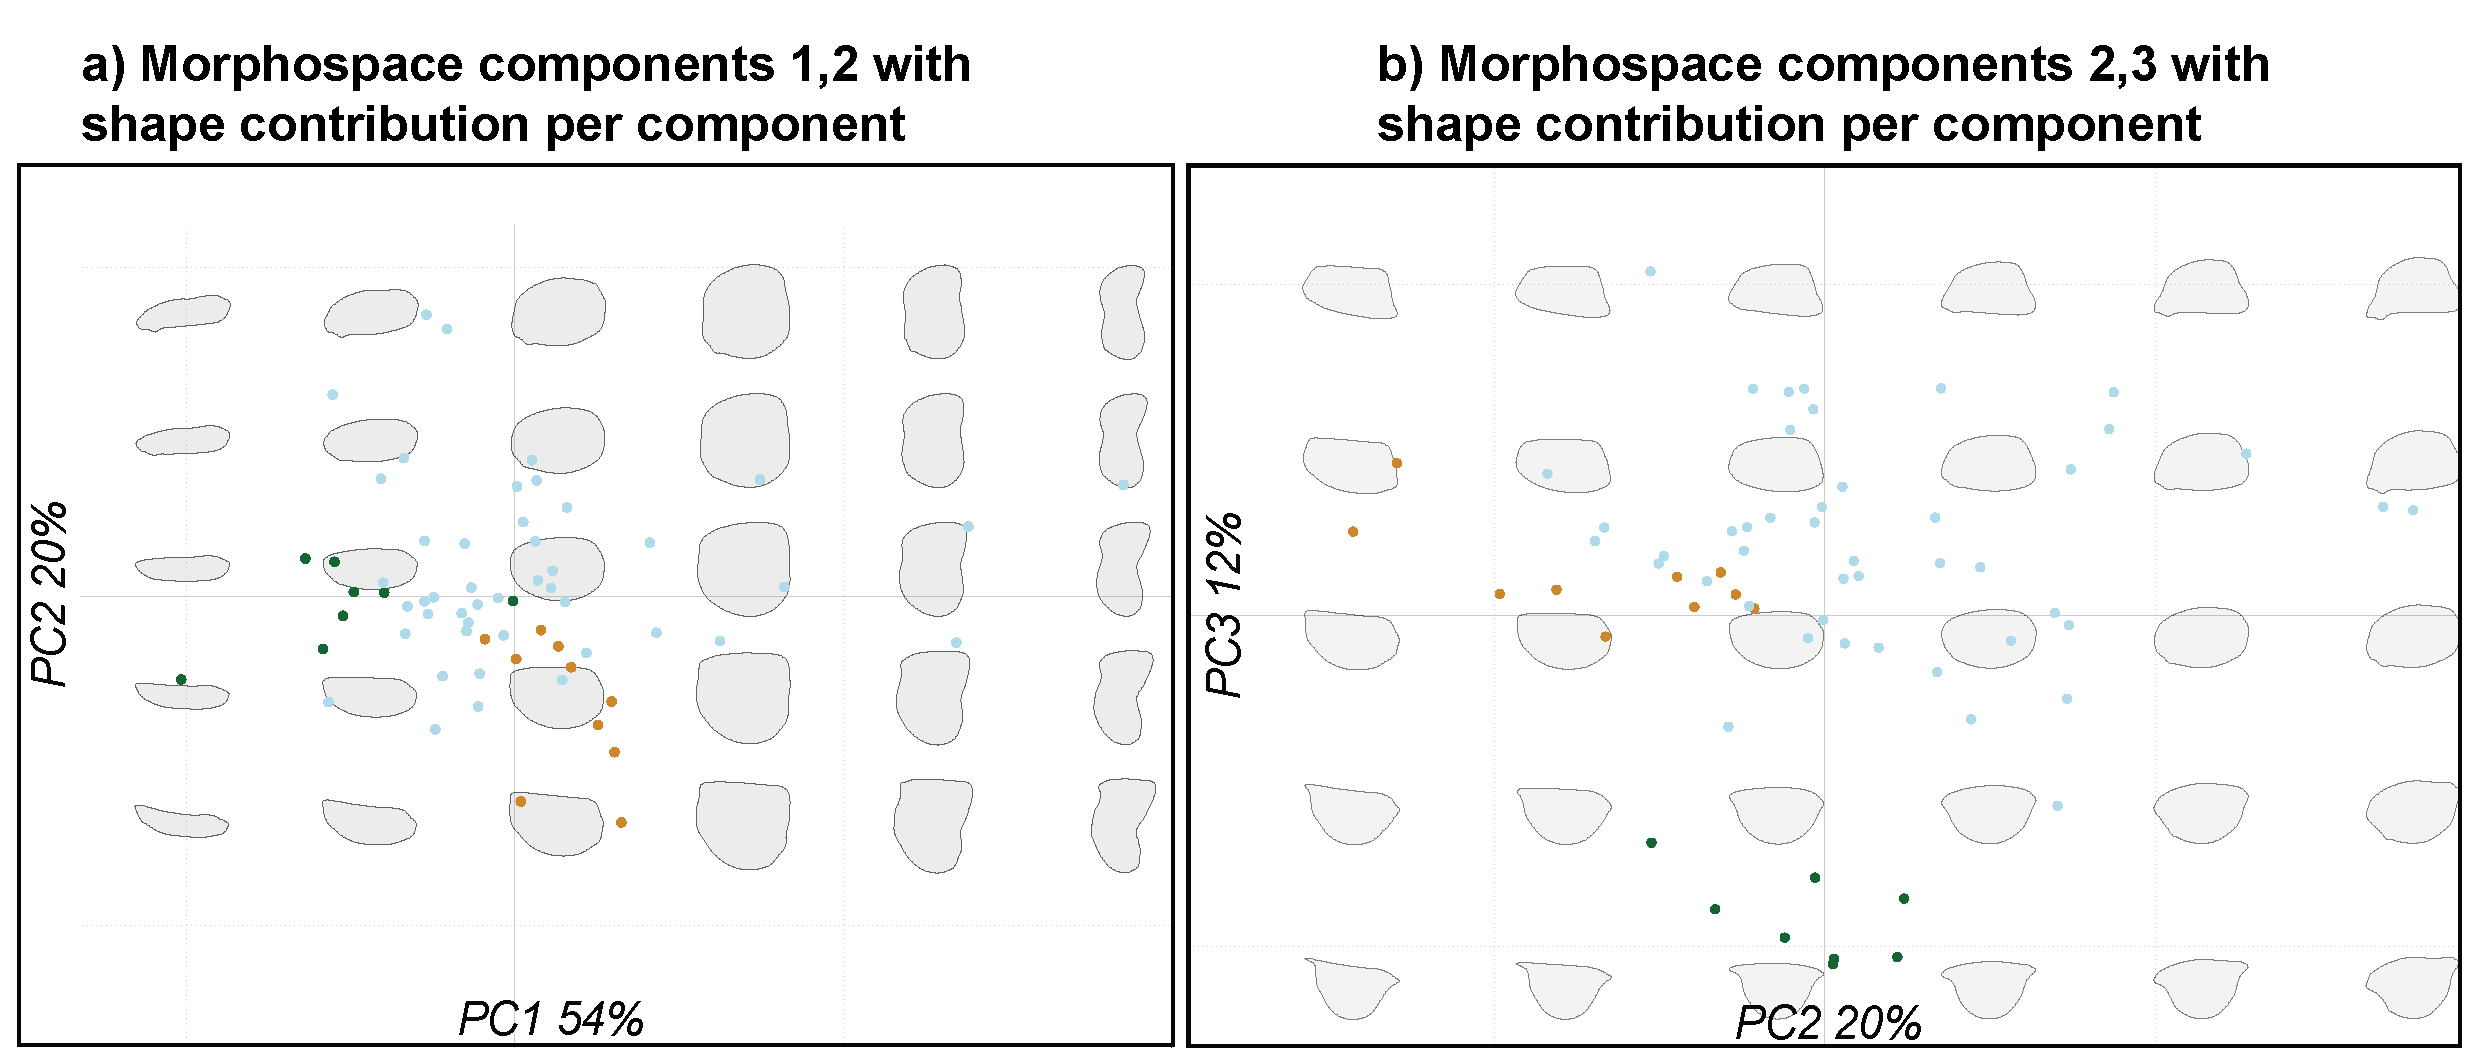 a) Morphospace components 1,2 with
shape contribution per component
PC2 20%
PC1 54%
b) Morphospace components 2,3 with
shape contribution per component
PC3 12%
PC2 20%